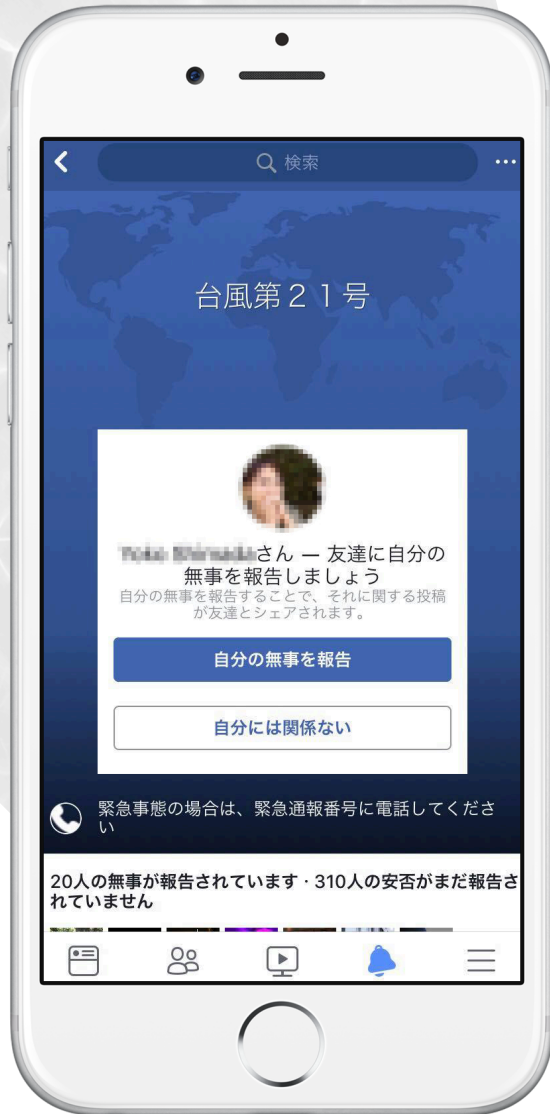 検索
台風第２１号
さん — 友達に自分の
無事を報告しましょう
自分の無事を報告することで、それに関する投稿
が友達とシェアされます。
自分の無事を報告
自分には関係ない
緊急事態の場合は、緊急通報番号に電話してくださ
い
20人の無事が報告されています · 310人の安否がまだ報告さ
れていません